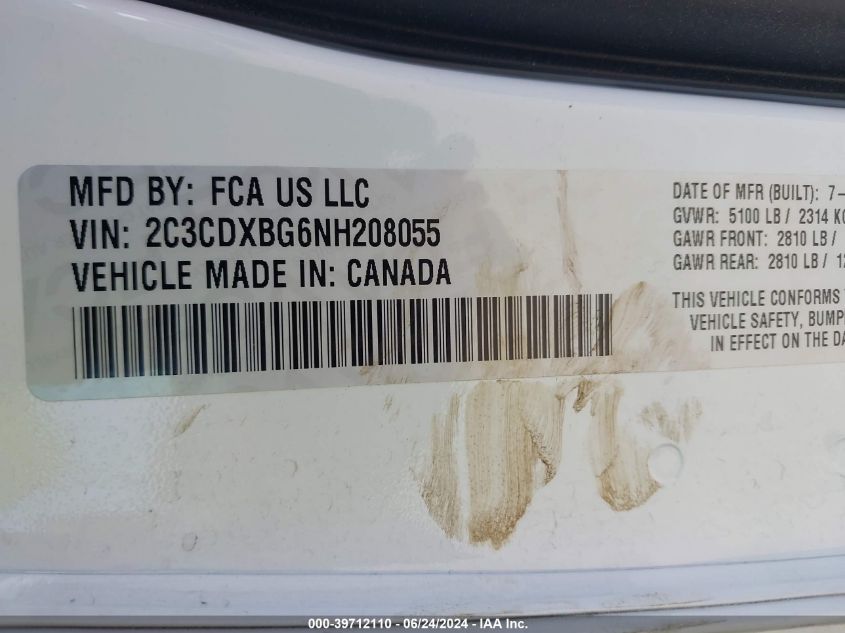 MFD BY: FCA US LLC
VIN: 2C3CDXBG6NH208055
VEHICLE MADE IN: CANADA
DATE OF MFR (BUILT): 7-
GVWR: 5100 LB / 2314 KG
GAWR FRONT: 2810 LB /
GAWR REAR: 2810 LB / 12
THIS VEHICLE CONFORMS
VEHICLE SAFETY, BUMP
IN EFFECT ON THE DA
000-39712110 - 06/24/2024 - IAA Inc.